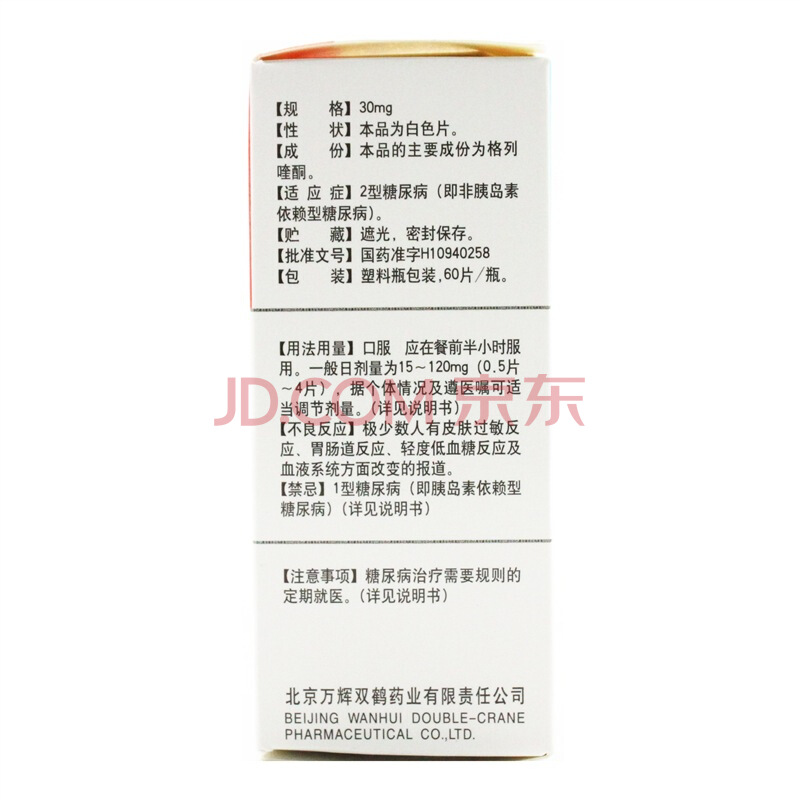 【规 格】30mg
【性 状】本品为白色片。
【成 份】本品的主要成份为格列
喹酮。
【适 应 症】2型糖尿病（即非胰岛素
依赖型糖尿病）。
【贮 藏】遮光，密封保存。
【批准文号】国药准字H10940258
【包 装】塑料瓶包装,60片/瓶。
【用法用量】口服 应在餐前半小时服
用。一般日剂量为15～120mg（0.5片
～4片），据个体情况及遵医嘱可适
当调节剂量。（详见说明书）
JD.COM 京东
【不良反应】极少数人有皮肤过敏反
应、胃肠道反应、轻度低血糖反应及
血液系统方面改变的报道。
【禁忌】1型糖尿病（即胰岛素依赖型
糖尿病）（详见说明书）
【注意事项】糖尿病治疗需要规则的
定期就医。（详见说明书）
北京万辉双鹤药业有限责任公司
BEIJING WANHUI DOUBLE-CRANE
PHARMACEUTICAL CO.,LTD.